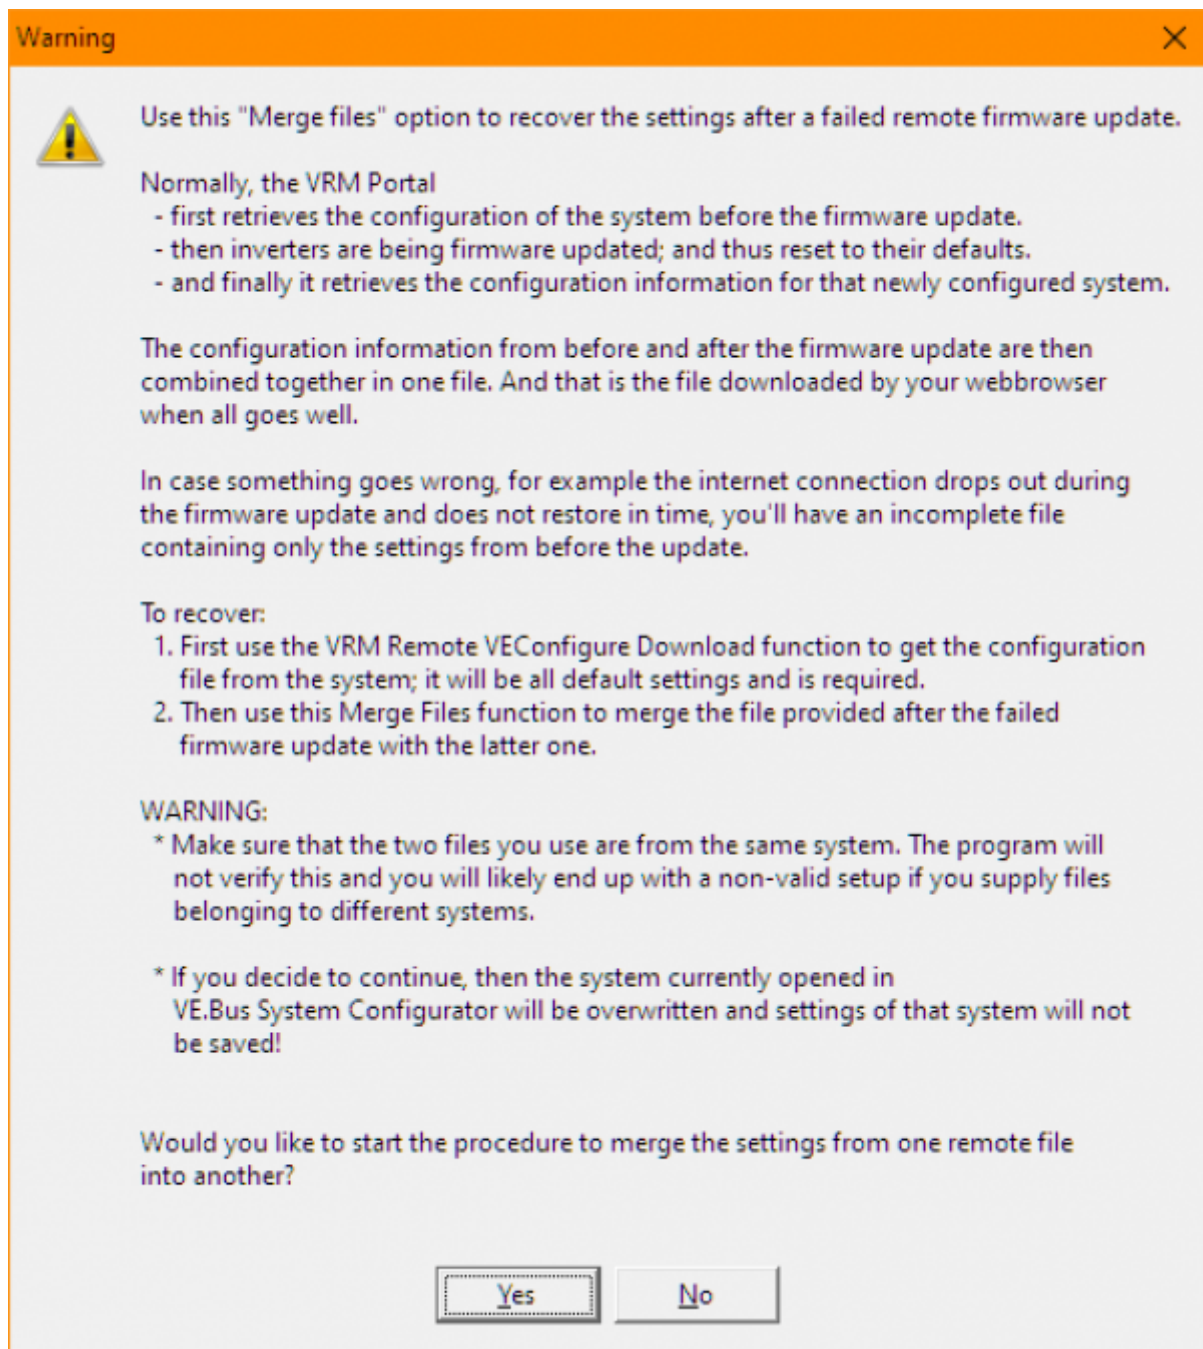 Warning
Use this "Merge files" option to recover the settings after a failed remote firmware update.
Normally, the VRM Portal
- first retrieves the configuration of the system before the firmware update.
- then inverters are being firmware updated; and thus reset to their defaults.
- and finally it retrieves the configuration information for that newly configured system.
The configuration information from before and after the firmware update are then
combined together in one file. And that is the file downloaded by your webbrowser
when all goes well.
In case something goes wrong, for example the internet connection drops out during
the firmware update and does not restore in time, you'll have an incomplete file
containing only the settings from before the update.
To recover:
1. First use the VRM Remote VEConfigure Download function to get the configuration
file from the system; it will be all default settings and is required.
2. Then use this Merge Files function to merge the file provided after the failed
firmware update with the latter one.
WARNING:
* Make sure that the two files you use are from the same system. The program will
not verify this and you will likely end up with a non-valid setup if you supply files
belonging to different systems.
* If you decide to continue, then the system currently opened in
VE.Bus System Configurator will be overwritten and settings of that system will not
be saved!
Would you like to start the procedure to merge the settings from one remote file
into another?
Yes No